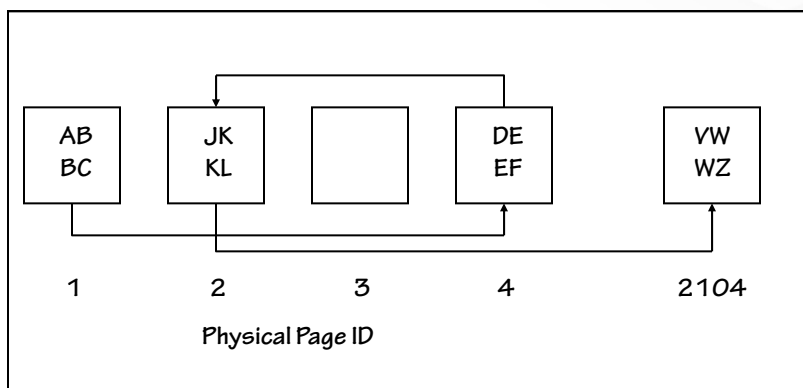 AB
BC
JK
KL
DE
EF
VW
WZ
1 2 3 4 2104
Physical Page ID